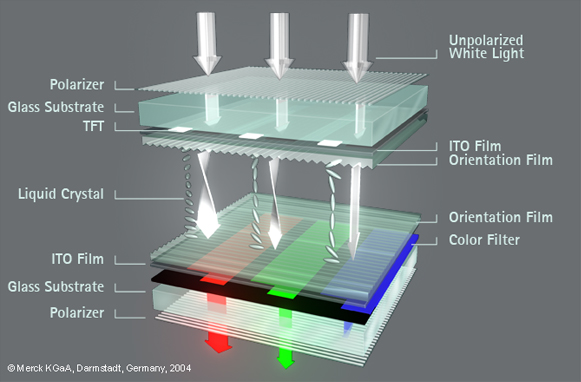 Unpolarized
White Light
Polarizer
Glass Substrate
TFT
ITO Film
Orientation Film
Liquid Crystal
Orientation Film
Color Filter
ITO Film
Glass Substrate
Polarizer
© Merck KGaA, Darmstadt, Germany, 2004